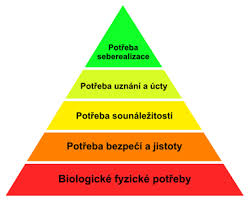 Potřeba
seberealizace
Potřeba uznání a úcty
Potřeba sounáležitosti
Potřeba bezpečí a jistoty
Biologické fyzické potřeby